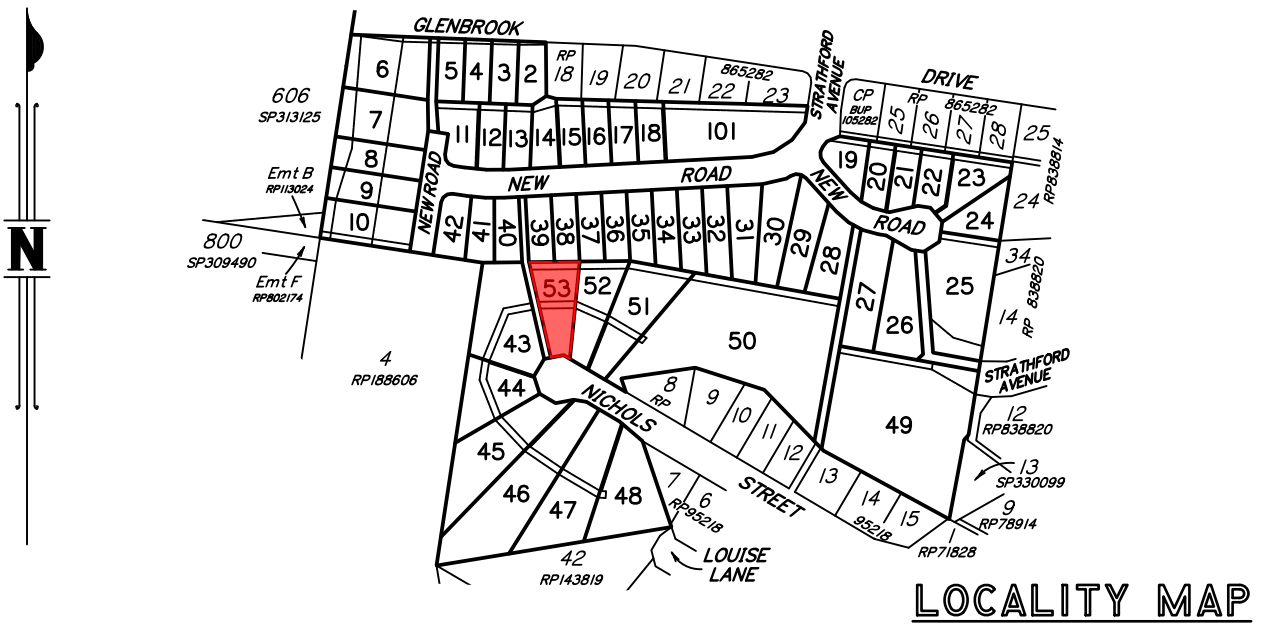 GLENBROOK
STRATHFORD
AVENUE
DRIVE
6
5
4
3
2
RP
18
19
20
21
865282
22
23
CP
BUP
105282
RP
865282
25
26
27
28
25
RP838814
606
SP313125
7
11
12
13
14
15
16
17
18
101
8
9
10
NEW ROAD
NEW
ROAD
19
20
21
22
23
24
24
NEW
ROAD
Emt B
RP113024
800
SP309490
Emt F
RP802174
42
41
40
39
38
37
36
35
34
33
32
31
30
29
28
27
26
25
34
838820
14
RP
N
53
52
51
50
43
44
4
RP188606
NICHOLS
STREET
8
RP
9
10
11
12
13
14
15
95218
49
STRATHFORD
AVENUE
12
RP838820
13
SP330099
9
RP78914
1
RP71828
45
46
47
48
7
6
RP95218
42
RP143819
LOUISE
LANE
LOCALITY MAP